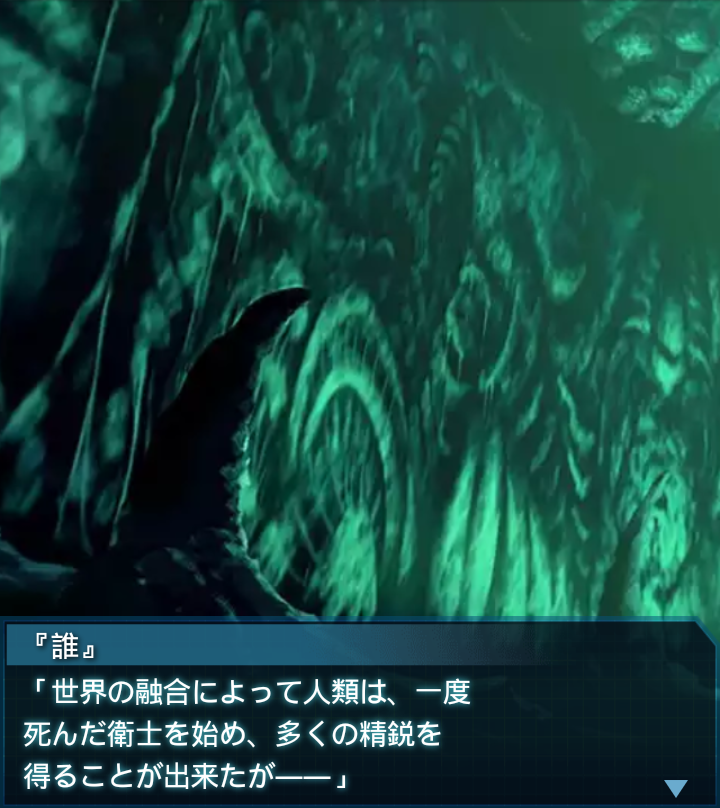 『誰』
「世界の融合によって人類は、一度
死んだ衛士を始め、多くの精鋭を
得ることが出来たが――」